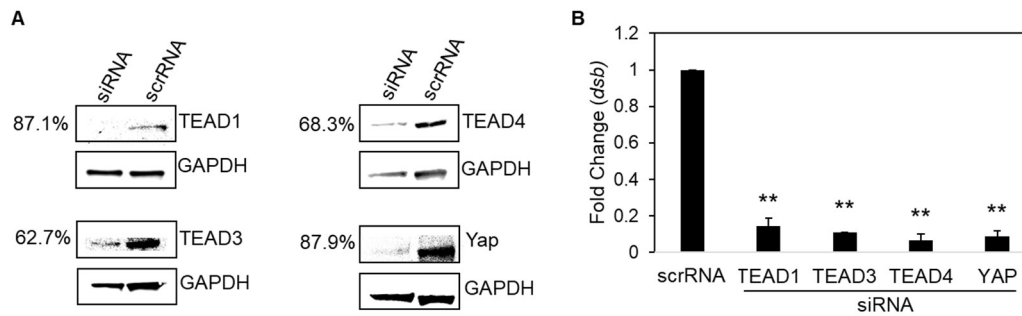 A
siRNA scrRNA
87.1% TEAD1
GAPDH
62.7% TEAD3
GAPDH
siRNA scrRNA
68.3% TEAD4
GAPDH
87.9% Yap
GAPDH
B
Fold Change (dsb)
1.2
1
0.8
0.6
0.4
0.2
0
** ** ** **
scrRNA TEAD1 TEAD3 TEAD4 YAP
siRNA